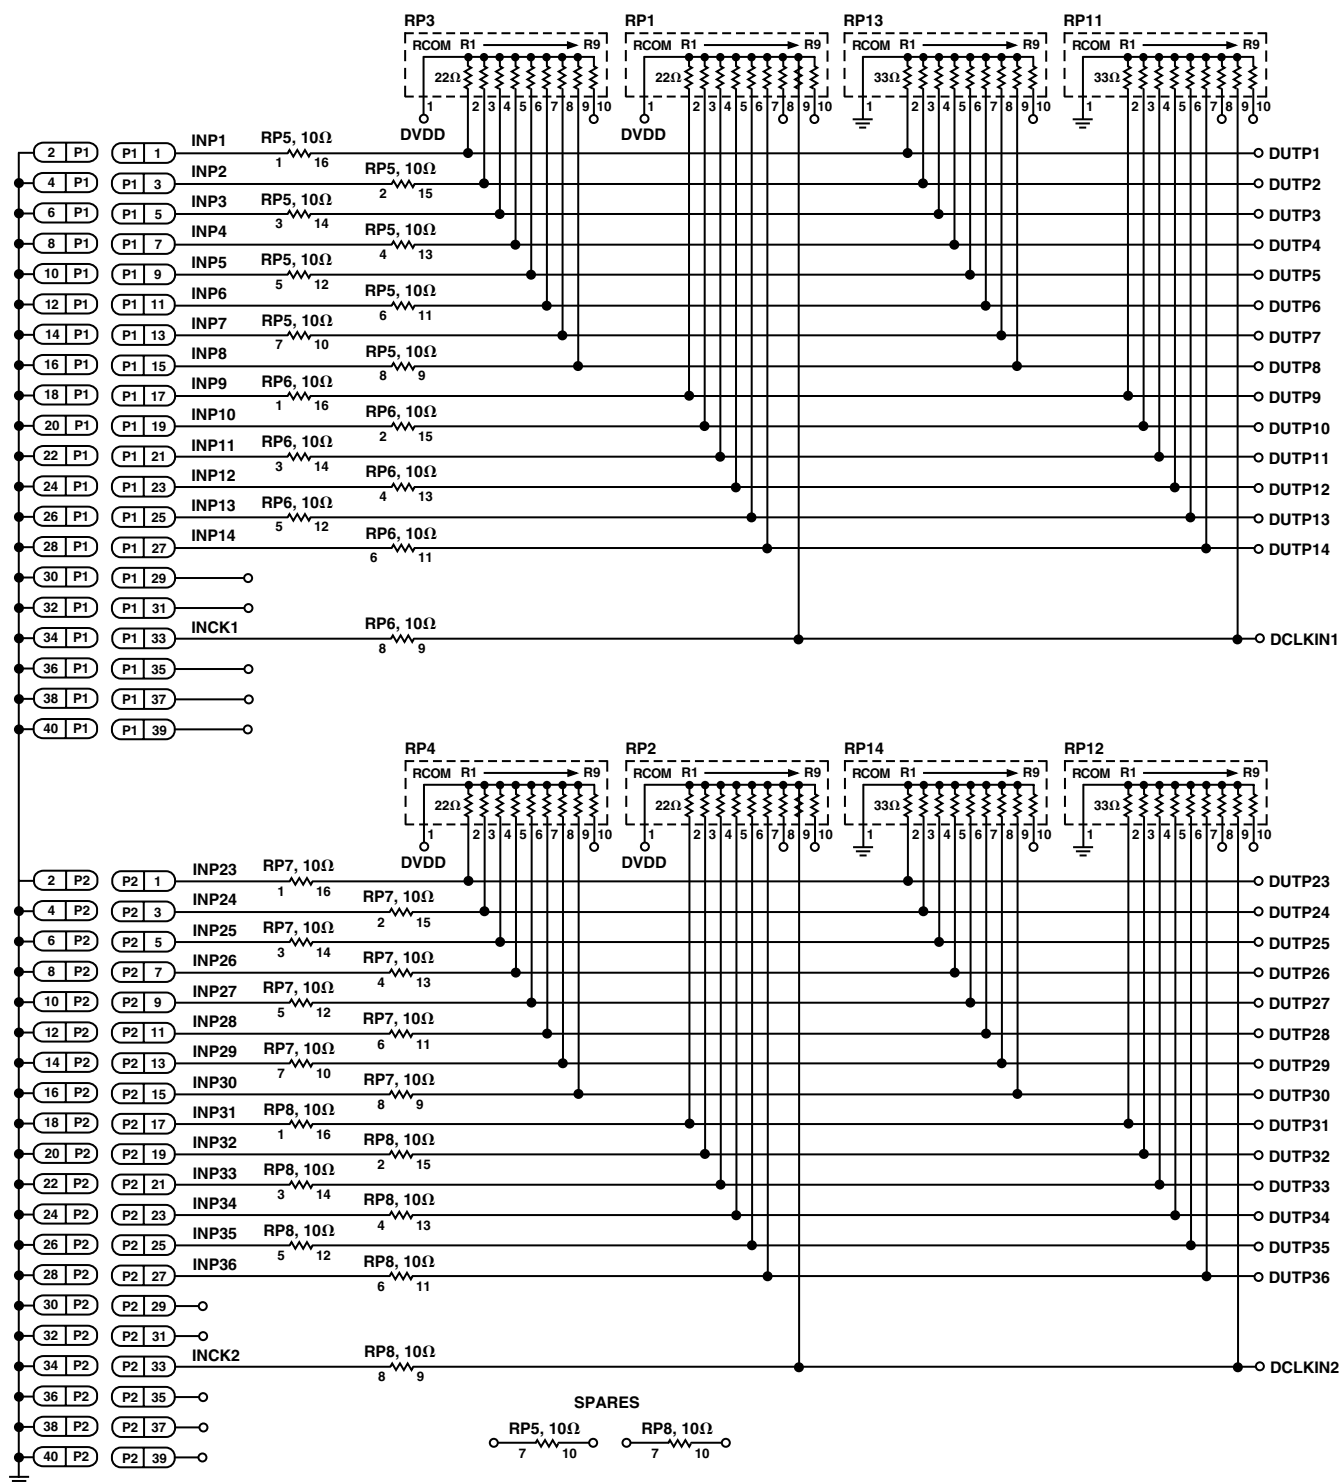 RP3 RP1 RP13 RP11
RCOM R1 R9 RCOM R1 R9 RCOM R1 R9 RCOM R1 R9
22Ω 22Ω 33Ω 33Ω
1 2 3 4 5 6 7 8 9 10 1 2 3 4 5 6 7 8 9 10 1 2 3 4 5 6 7 8 9 10 1 2 3 4 5 6 7 8 9 10
DVDD DVDD
2 P1 P1 1 INP1 RP5, 10Ω 1 16 DUTP1
4 P1 P1 3 INP2 RP5, 10Ω 2 15 DUTP2
6 P1 P1 5 INP3 RP5, 10Ω 3 14 DUTP3
8 P1 P1 7 INP4 RP5, 10Ω 4 13 DUTP4
10 P1 P1 9 INP5 RP5, 10Ω 5 12 DUTP5
12 P1 P1 11 INP6 RP5, 10Ω 6 11 DUTP6
14 P1 P1 13 INP7 RP5, 10Ω 7 10 DUTP7
16 P1 P1 15 INP8 RP5, 10Ω 8 9 DUTP8
18 P1 P1 17 INP9 RP6, 10Ω 1 16 DUTP9
20 P1 P1 19 INP10 RP6, 10Ω 2 15 DUTP10
22 P1 P1 21 INP11 RP6, 10Ω 3 14 DUTP11
24 P1 P1 23 INP12 RP6, 10Ω 4 13 DUTP12
26 P1 P1 25 INP13 RP6, 10Ω 5 12 DUTP13
28 P1 P1 27 INP14 RP6, 10Ω 6 11 DUTP14
30 P1 P1 29
32 P1 P1 31
34 P1 P1 33 INCK1 RP6, 10Ω 8 9 DCLKIN1
36 P1 P1 35
38 P1 P1 37
40 P1 P1 39
RP4 RP2 RP14 RP12
RCOM R1 R9 RCOM R1 R9 RCOM R1 R9 RCOM R1 R9
22Ω 22Ω 33Ω 33Ω
1 2 3 4 5 6 7 8 9 10 1 2 3 4 5 6 7 8 9 10 1 2 3 4 5 6 7 8 9 10 1 2 3 4 5 6 7 8 9 10
DVDD DVDD
2 P2 P2 1 INP23 RP7, 10Ω 1 16 DUTP23
4 P2 P2 3 INP24 RP7, 10Ω 2 15 DUTP24
6 P2 P2 5 INP25 RP7, 10Ω 3 14 DUTP25
8 P2 P2 7 INP26 RP7, 10Ω 4 13 DUTP26
10 P2 P2 9 INP27 RP7, 10Ω 5 12 DUTP27
12 P2 P2 11 INP28 RP7, 10Ω 6 11 DUTP28
14 P2 P2 13 INP29 RP7, 10Ω 7 10 DUTP29
16 P2 P2 15 INP30 RP7, 10Ω 8 9 DUTP30
18 P2 P2 17 INP31 RP8, 10Ω 1 16 DUTP31
20 P2 P2 19 INP32 RP8, 10Ω 2 15 DUTP32
22 P2 P2 21 INP33 RP8, 10Ω 3 14 DUTP33
24 P2 P2 23 INP34 RP8, 10Ω 4 13 DUTP34
26 P2 P2 25 INP35 RP8, 10Ω 5 12 DUTP35
28 P2 P2 27 INP36 RP8, 10Ω 6 11 DUTP36
30 P2 P2 29
32 P2 P2 31
34 P2 P2 33 INCK2 RP8, 10Ω 8 9 DCLKIN2
36 P2 P2 35
38 P2 P2 37
40 P2 P2 39
SPARES
RP5, 10Ω RP8, 10Ω
7 10 7 10